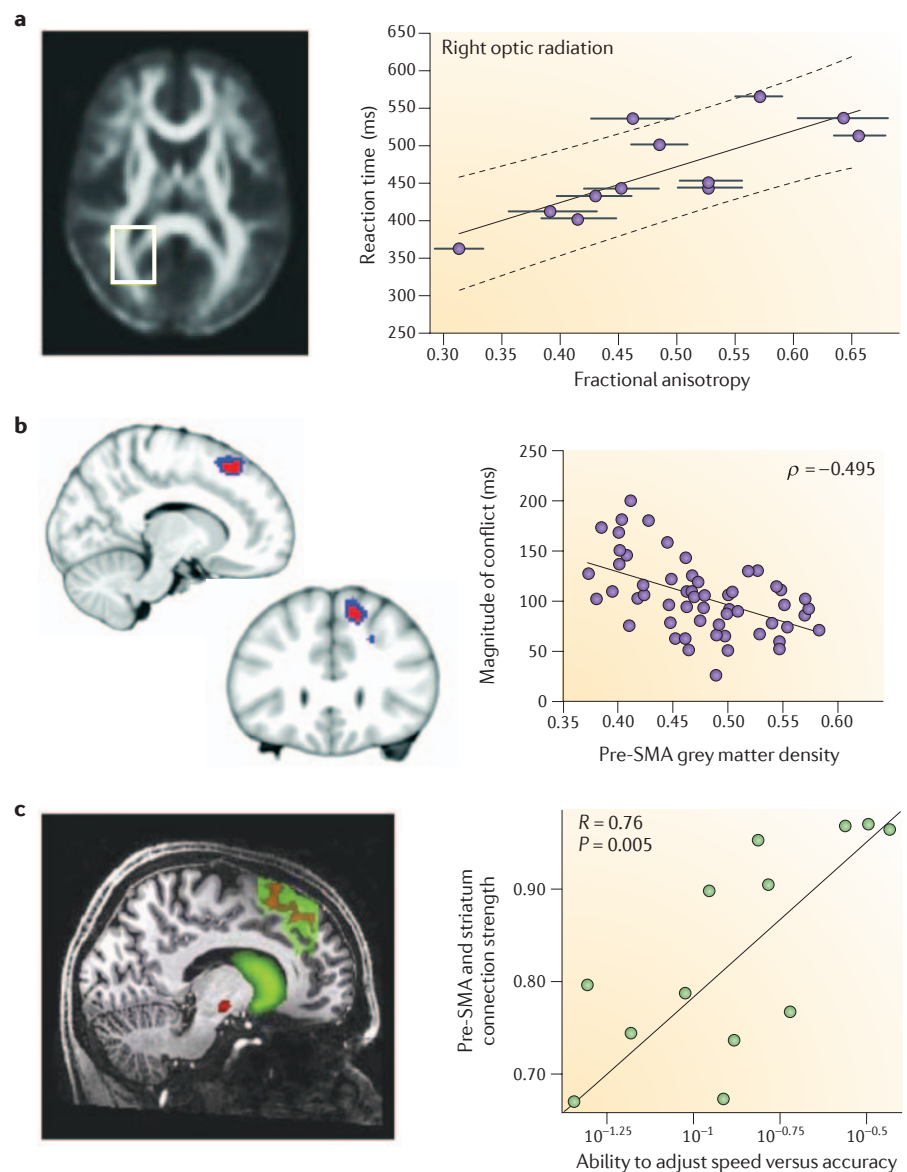 a
Right optic radiation
Reaction time (ms)
650
600
550
500
450
400
350
300
250
0.30 0.35 0.40 0.45 0.50 0.55 0.60 0.65
Fractional anisotropy
b
ρ = –0.495
Magnitude of conflict (ms)
250
200
150
100
50
0
0.35 0.40 0.45 0.50 0.55 0.60
Pre-SMA grey matter density
c
R = 0.76
P = 0.005
Pre-SMA and striatum
connection strength
0.90
0.80
0.70
10⁻¹·²⁵ 10⁻¹ 10⁻⁰·⁷⁵ 10⁻⁰·⁵
Ability to adjust speed versus accuracy